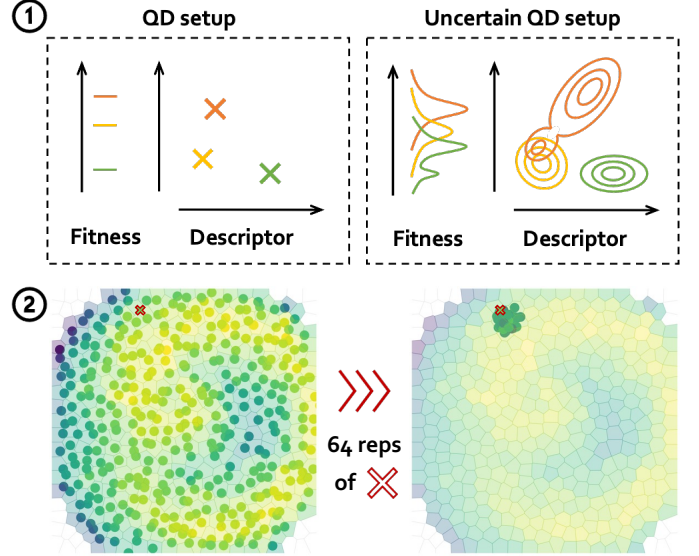 1
QD setup
Uncertain QD setup
Fitness
Descriptor
Fitness
Descriptor
2
64 reps
of